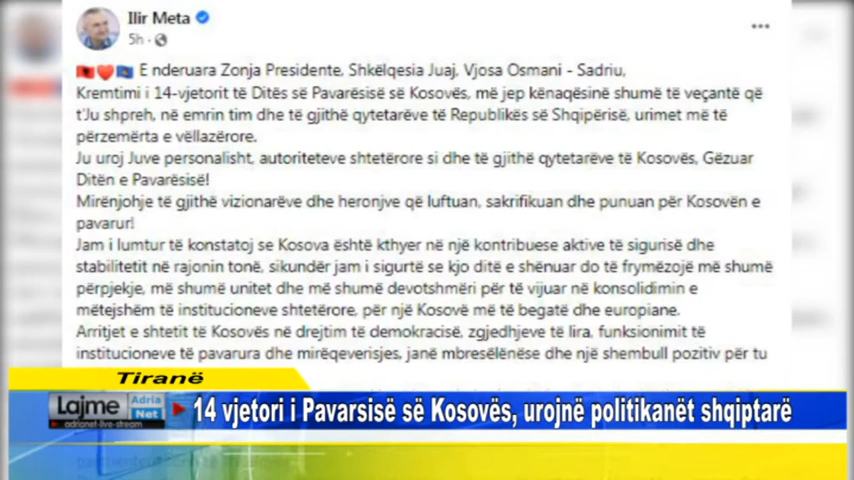 Ilir Meta
5h
E nderuara Zonja Presidente, Shkëlqesia Juaj, Vjosa Osmani - Sadriu,
Kremtimi i 14-vjetorit të Ditës së Pavarësisë së Kosovës, më jep kënaqësinë shumë të veçantë që
t'Ju shpreh, në emrin tim dhe të gjithë qytetarëve të Republikës së Shqipërisë, urimet më të
përzemërta e vëllazërore.
Ju uroj Juve personalisht, autoriteteve shtetërore si dhe të gjithë qytetarëve të Kosovës, Gëzuar
Ditën e Pavarësisë!
Mirënjohje të gjithë vizionarëve dhe heronjve që luftuan, sakrifikuan dhe punuan për Kosovën e
pavarur!
Jam i lumtur të konstatoj se Kosova është kthyer në një kontribuese aktive të sigurisë dhe
stabilitetit në rajonin tonë, sikundër jam i sigurtë se kjo ditë e shënuar do të frymëzojë më shumë
përpjekje, më shumë unitet dhe më shumë devotshmëri për të vijuar në konsolidimin e
mëtejshëm të institucioneve shtetërore, për një Kosovë më të begatë dhe europiane.
Arritjet e shtetit të Kosovës në drejtim të demokracisë, zgjedhjeve të lira, funksionimit të
institucioneve të pavarura dhe mirëqeverisjes, janë mbresëlënëse dhe një shembull pozitiv për tu
Tiranë
Lajme
Adria
Net
adrianet-live-stream
14 vjetori i Pavarsisë së Kosovës, urojnë politikanët shqiptarë